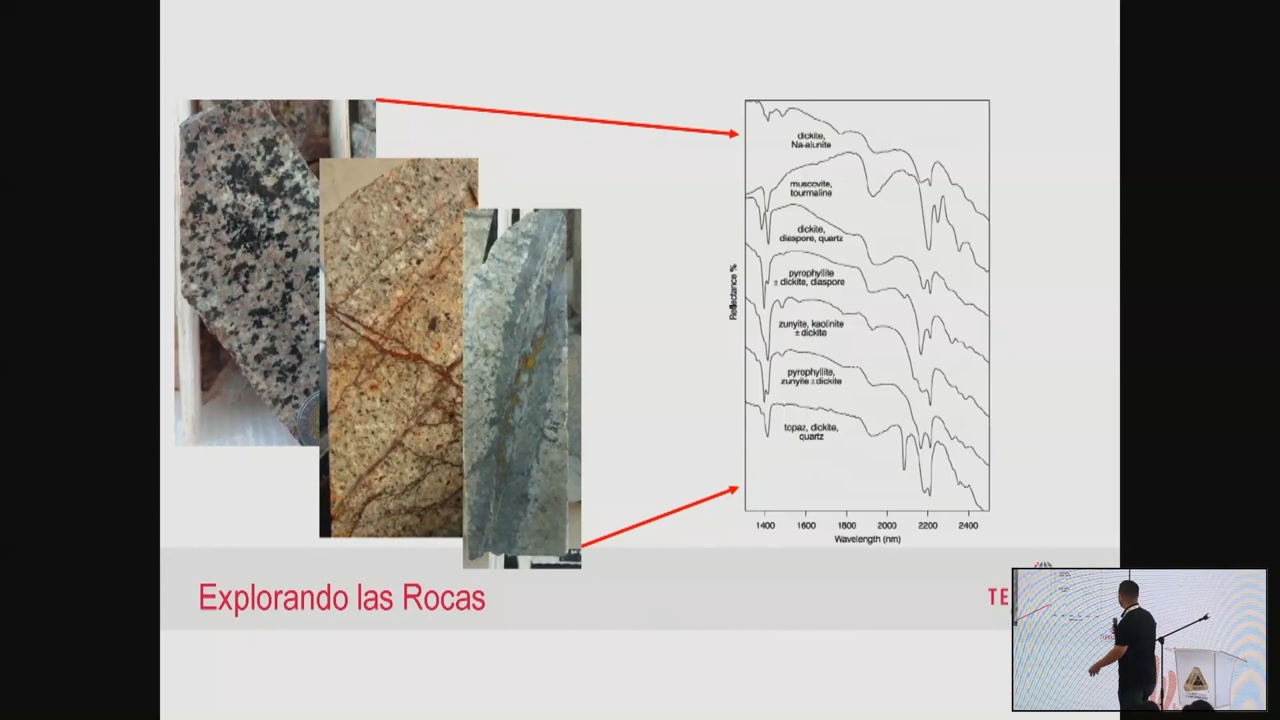 dickite,
Na-alunite
muscovite,
tourmaline
dickite,
diaspore, quartz
pyrophyllite
± dickite, diaspore
zunyite, kaolinite
± dickite
pyrophyllite,
zunyite ± dickite
topaz, dickite,
quartz
Reflectance %
1400 1600 1800 2000 2200 2400
Wavelength (nm)
Explorando las Rocas
TE